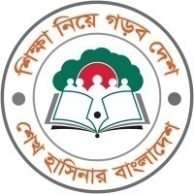 শিক্ষা নিয়ে গড়ব দেশ
শেখ হাসিনার বাংলাদেশ